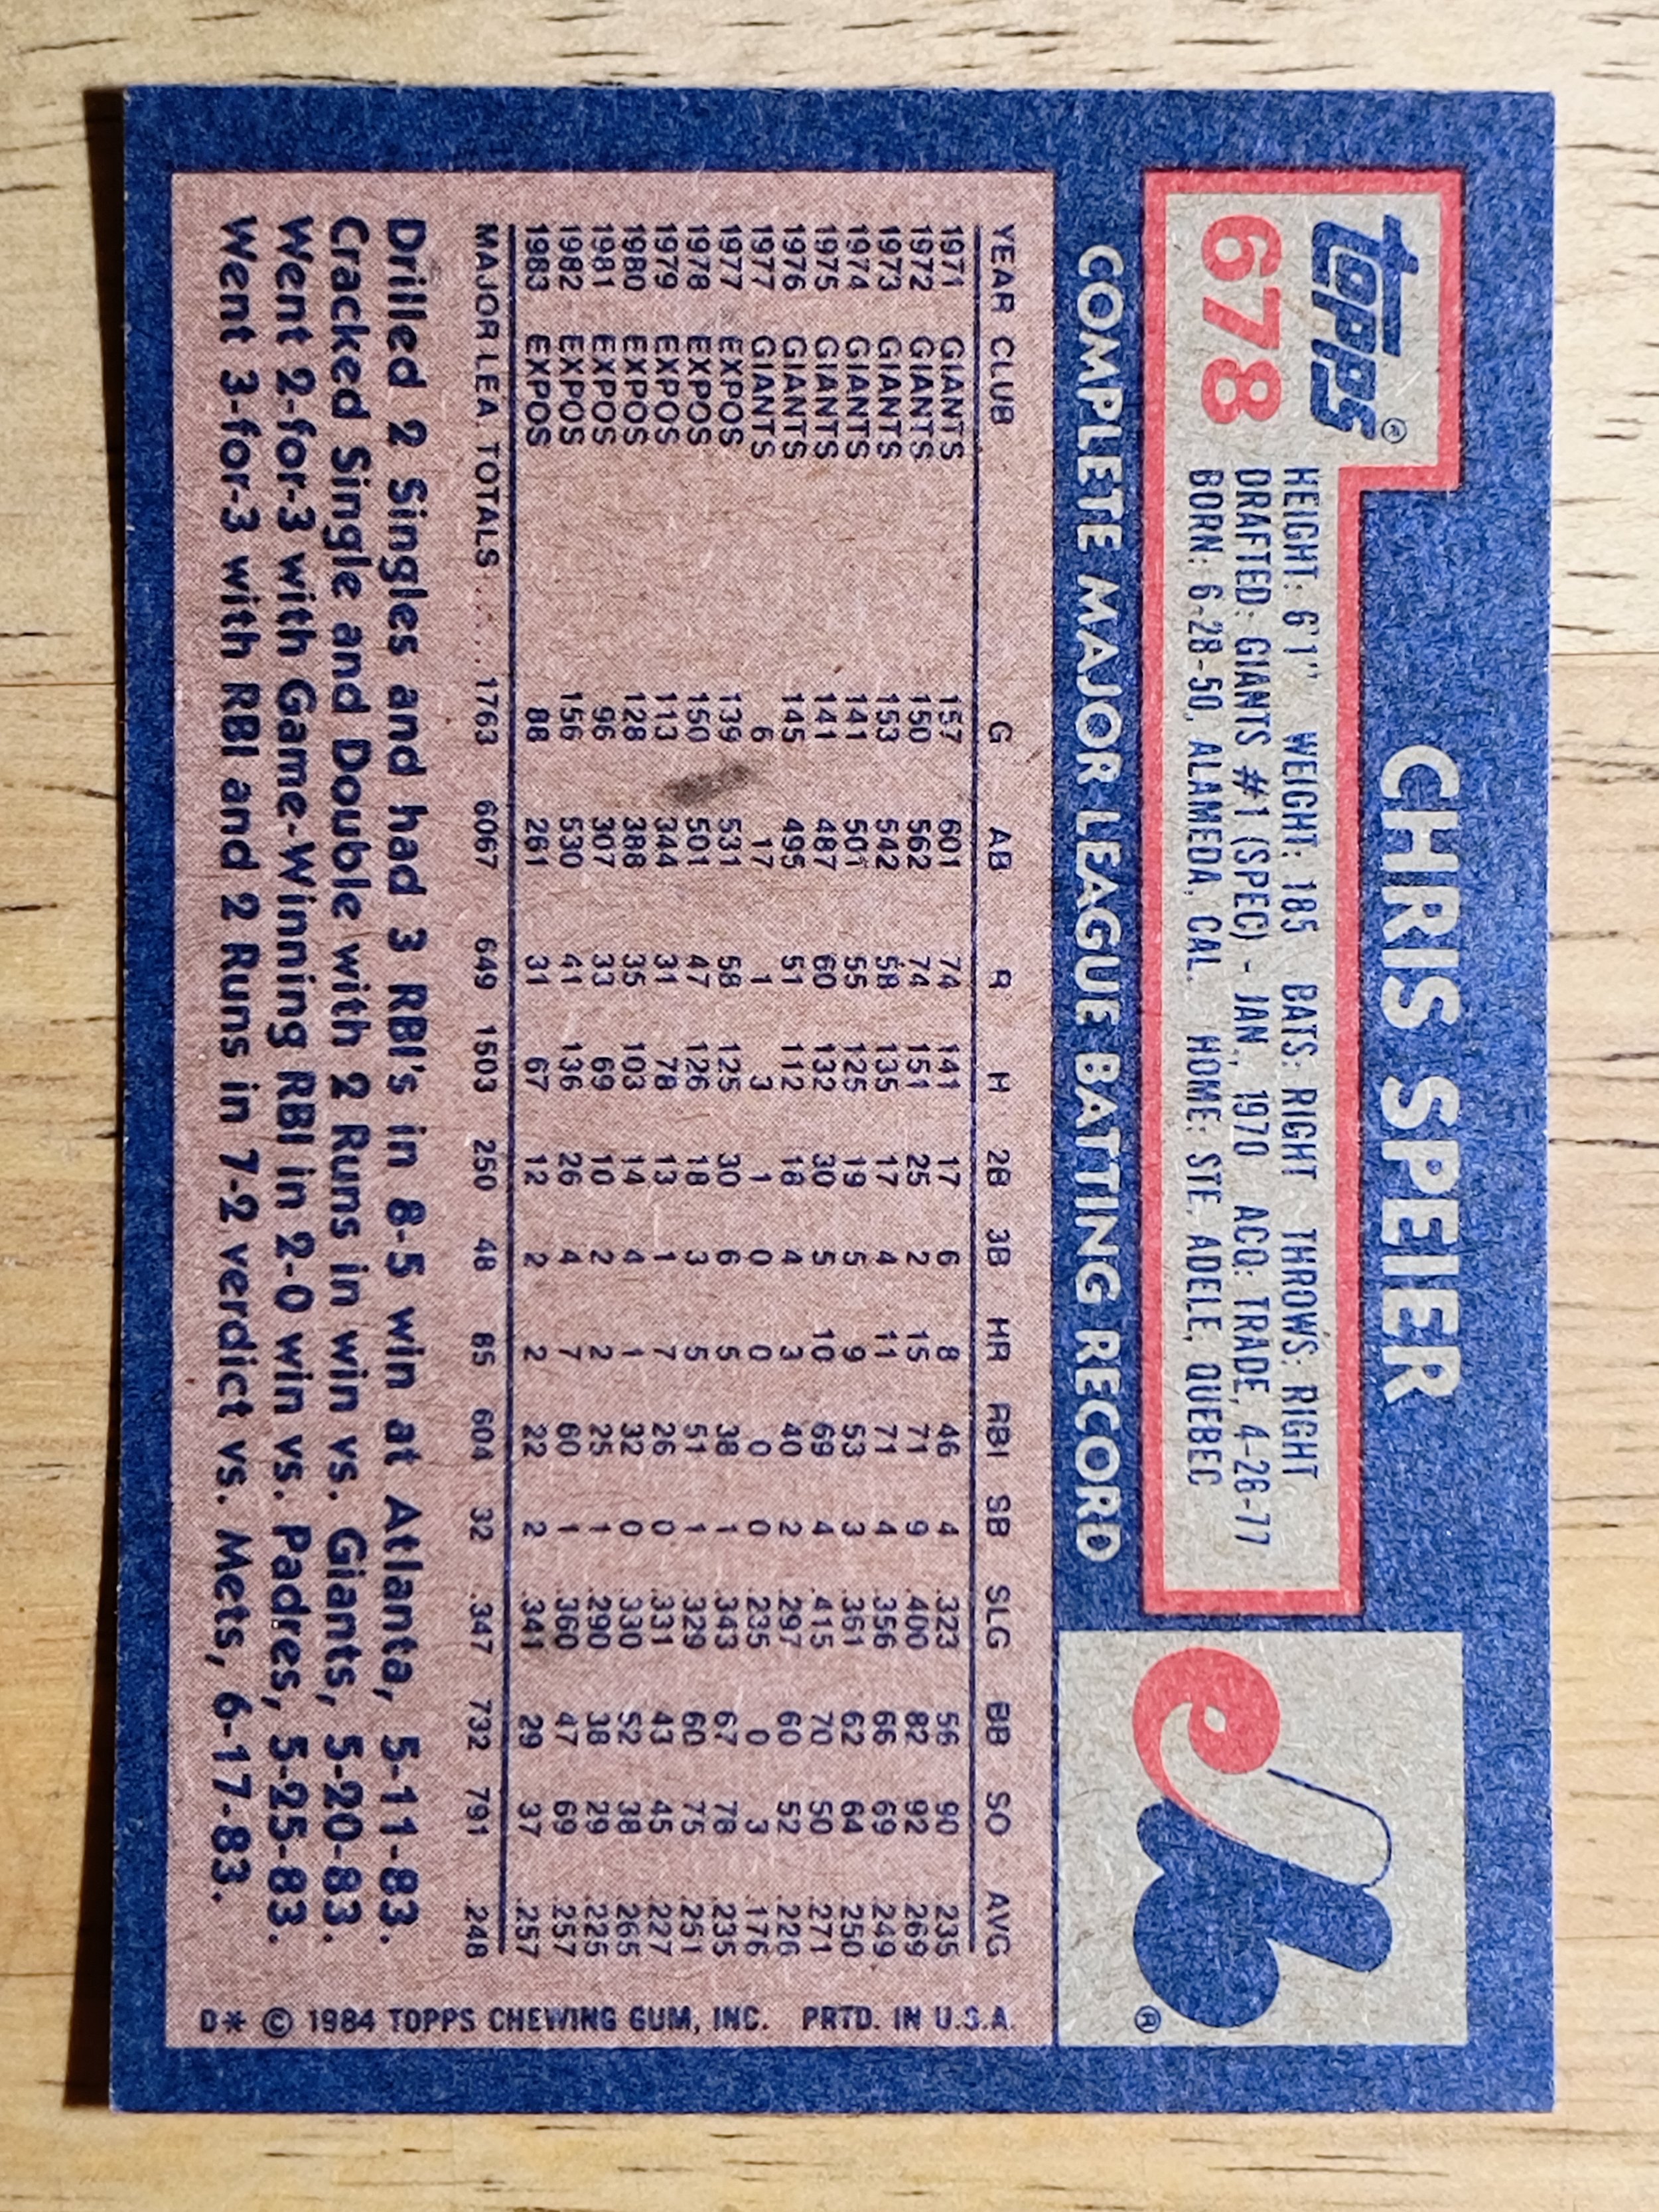 topps®
678
CHRIS SPEIER
HEIGHT: 6'1" WEIGHT: 185 BATS: RIGHT THROWS: RIGHT
DRAFTED: GIANTS #1 (SPEC) - JAN., 1970 ACQ: TRADE, 4-26-77
BORN: 6-28-50, ALAMEDA, CAL. HOME: STE. ADELE, QUEBEC
®
COMPLETE MAJOR LEAGUE BATTING RECORD
YEAR CLUB G AB R H 2B 3B HR RBI SB SLG BB SO AVG
1971 GIANTS 157 601 74 141 17 6 8 46 4 .323 56 90 .235
1972 GIANTS 150 562 74 151 25 2 15 71 9 .400 82 92 .269
1973 GIANTS 153 542 58 135 17 4 11 71 4 .356 66 69 .249
1974 GIANTS 141 501 55 125 19 5 9 53 3 .361 62 64 .250
1975 GIANTS 141 487 60 132 30 5 10 69 4 .415 70 50 .271
1976 GIANTS 145 495 51 112 18 4 3 40 2 .297 60 52 .226
1977 GIANTS 6 17 1 3 1 0 0 0 0 .235 0 3 .176
1977 EXPOS 139 531 58 125 30 6 5 38 1 .343 67 78 .235
1978 EXPOS 150 501 47 126 18 3 5 51 1 .329 60 75 .251
1979 EXPOS 113 344 31 78 13 1 7 26 0 .331 43 45 .227
1980 EXPOS 128 388 35 103 14 4 1 32 0 .330 52 38 .265
1981 EXPOS 96 307 33 69 10 2 2 25 1 .290 38 29 .225
1982 EXPOS 156 530 41 136 26 4 7 60 1 .360 47 69 .257
1983 EXPOS 88 261 31 67 12 2 2 22 2 .341 29 37 .257
MAJOR LEA. TOTALS . . . . 1763 6067 649 1503 250 48 85 604 32 .347 732 791 .248
Drilled 2 Singles and had 3 RBI's in 8-5 win at Atlanta, 5-11-83.
Cracked Single and Double with 2 Runs in win vs. Giants, 5-20-83.
Went 2-for-3 with Game-Winning RBI in 2-0 win vs. Padres, 5-25-83.
Went 3-for-3 with RBI and 2 Runs in 7-2 verdict vs. Mets, 6-17-83.
D* © 1984 TOPPS CHEWING GUM, INC. PRTD. IN U.S.A.